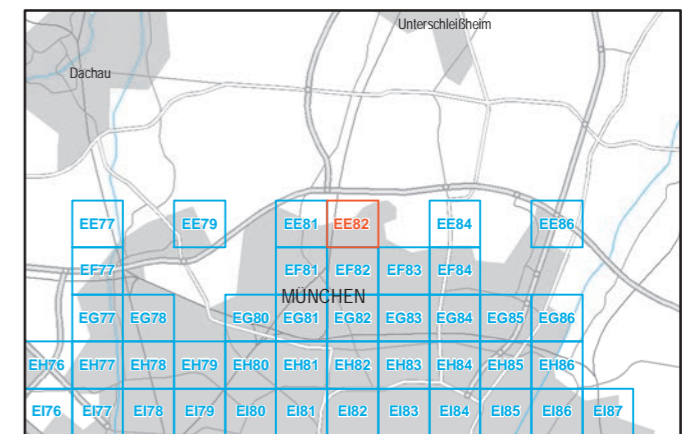 Unterschleißheim
Dachau
EE77 EE79 EE81 EE82 EE84 EE86
EF77 EF81 EF82 EF83 EF84
MÜNCHEN
EG77 EG78 EG80 EG81 EG82 EG83 EG84 EG85 EG86
EH76 EH77 EH78 EH79 EH80 EH81 EH82 EH83 EH84 EH85 EH86
EI76 EI77 EI78 EI79 EI80 EI81 EI82 EI83 EI84 EI85 EI86 EI87